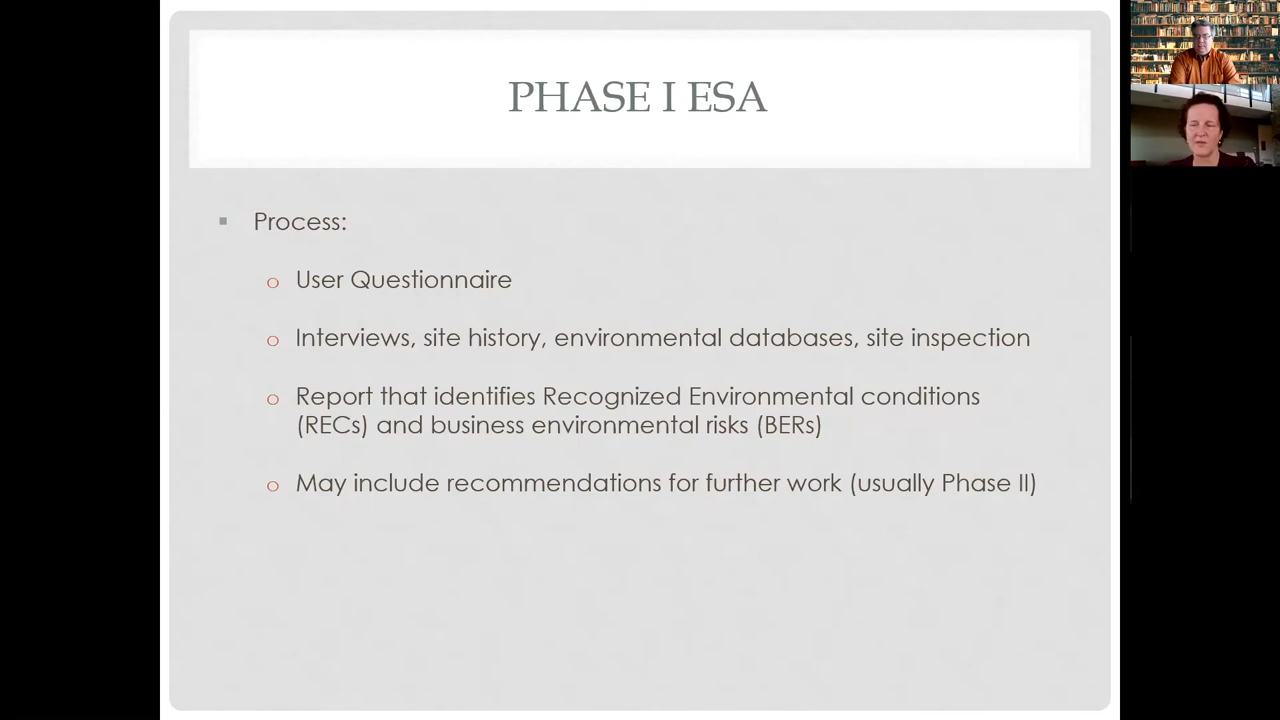 PHASE I ESA
▪ Process:
o User Questionnaire
o Interviews, site history, environmental databases, site inspection
o Report that identifies Recognized Environmental conditions
(RECs) and business environmental risks (BERs)
o May include recommendations for further work (usually Phase II)